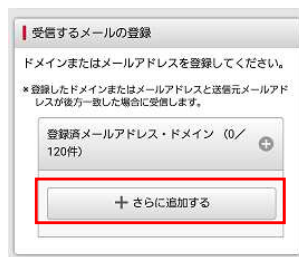 受信するメールの登録
ドメインまたはメールアドレスを登録してください。
* 登録したドメインまたはメールアドレスと送信元メールアド
レスが後方一致した場合に受信します。
登録済メールアドレス・ドメイン (0/
120件)
+ さらに追加する